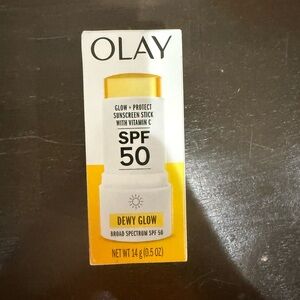 OLAY
GLOW + PROTECT
SUNSCREEN STICK
WITH VITAMIN C
SPF
50
DEWY GLOW
BROAD SPECTRUM SPF 50
NET WT 14 g (0.5 OZ)